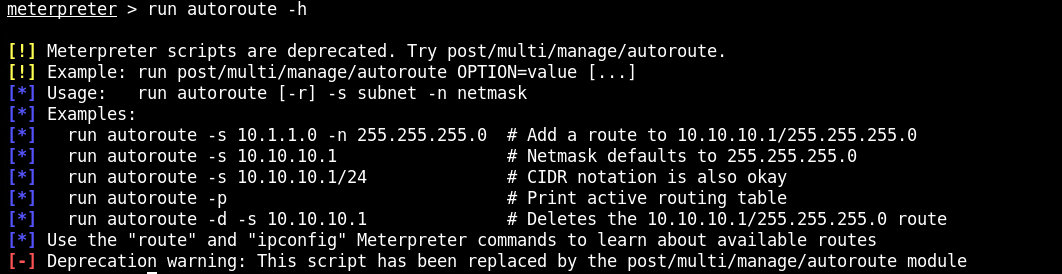 meterpreter > run autoroute -h
[!] Meterpreter scripts are deprecated. Try post/multi/manage/autoroute.
[!] Example: run post/multi/manage/autoroute OPTION=value [...]
[*] Usage:   run autoroute [-r] -s subnet -n netmask
[*] Examples:
[*]   run autoroute -s 10.1.1.0 -n 255.255.255.0  # Add a route to 10.10.10.1/255.255.255.0
[*]   run autoroute -s 10.10.10.1                 # Netmask defaults to 255.255.255.0
[*]   run autoroute -s 10.10.10.1/24              # CIDR notation is also okay
[*]   run autoroute -p                            # Print active routing table
[*]   run autoroute -d -s 10.10.10.1              # Deletes the 10.10.10.1/255.255.255.0 route
[*] Use the "route" and "ipconfig" Meterpreter commands to learn about available routes
[-] Deprecation warning: This script has been replaced by the post/multi/manage/autoroute module